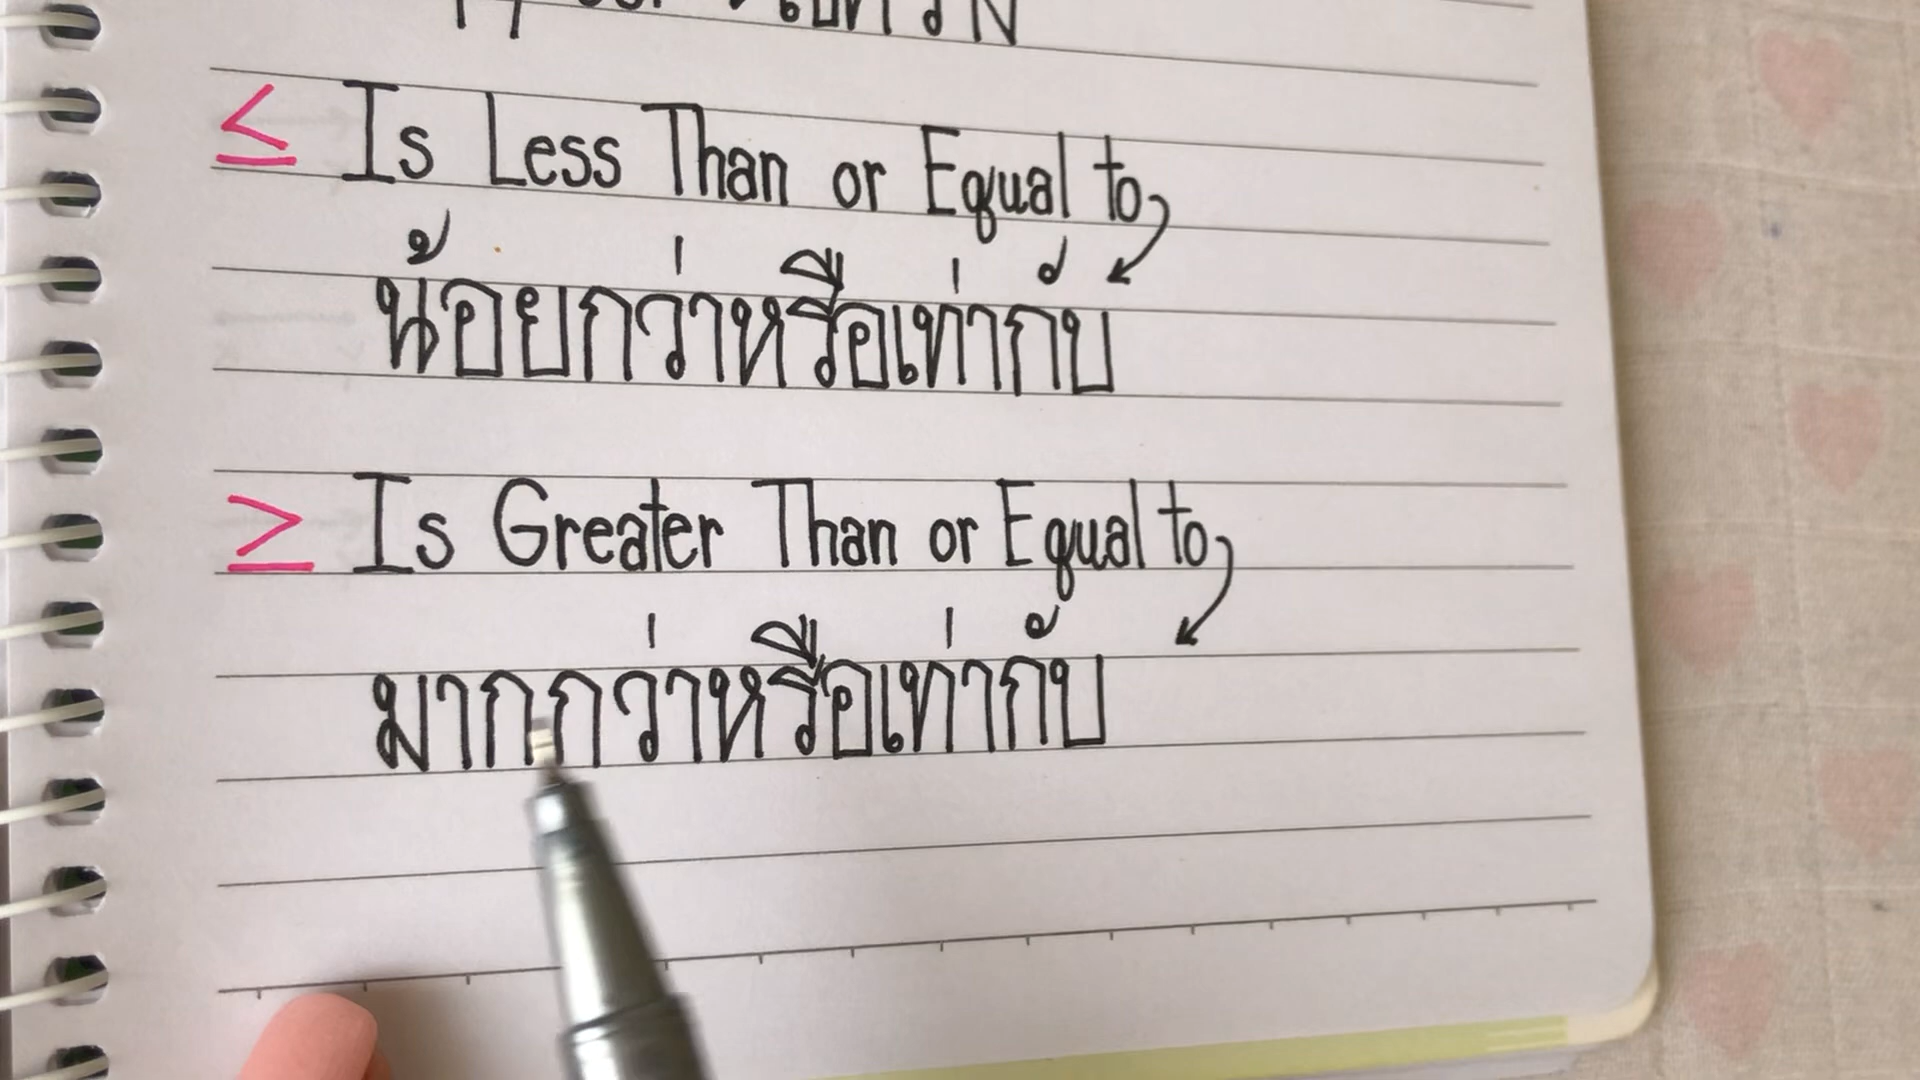 ≤ Is Less Than or Equal to
น้อยกว่าหรือเท่ากับ
≥ Is Greater Than or Equal to
มากกว่าหรือเท่ากับ